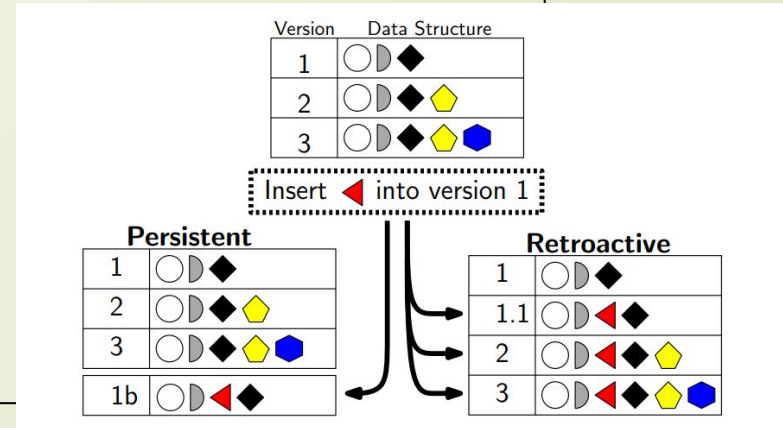 Version Data Structure
1
2
3
Insert into version 1
Persistent
1
2
3
1b
Retroactive
1
1.1
2
3